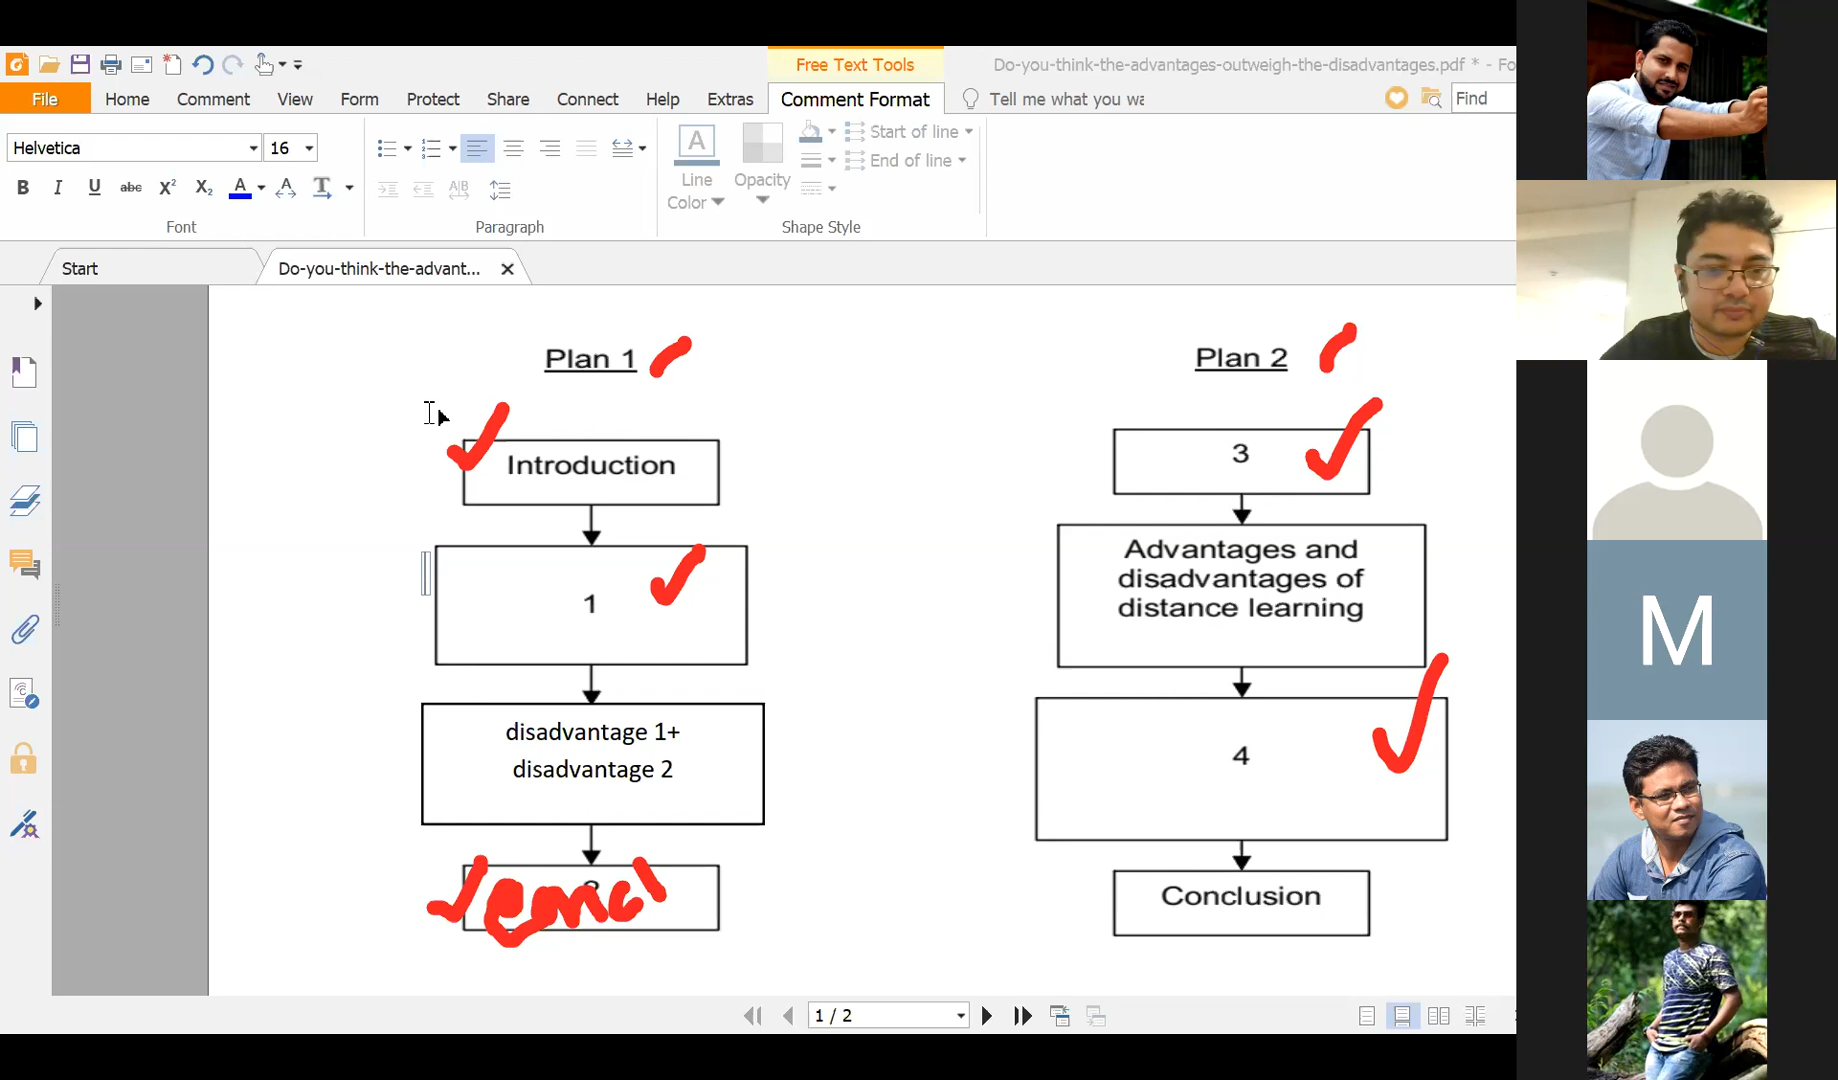 Free Text Tools
Do-you-think-the-advantages-outweigh-the-disadvantages.pdf * - Fo
File Home Comment View Form Protect Share Connect Help Extras Comment Format Tell me what you wa Find
Helvetica 16
Start of line
End of line
B I U abc X² X₂ A A T
A|B
A
Line Color
Opacity
Font Paragraph Shape Style
Start Do-you-think-the-advant...
Plan 1
Introduction
1
disadvantage 1+
disadvantage 2
Plan 2
3
Advantages and
disadvantages of
distance learning
4
Conclusion
1 / 2
M